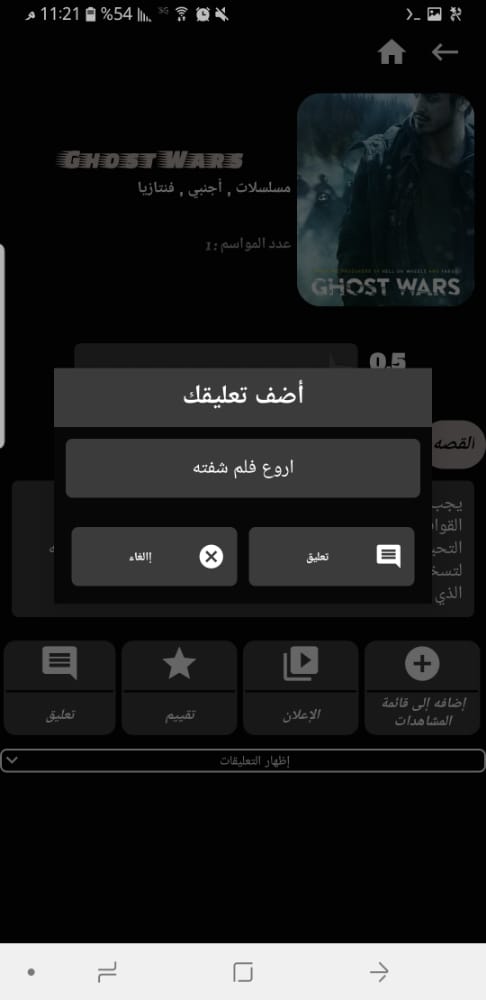 11:21 م %54
GHOST WARS
مسلسلات , أجنبي , فنتازيا
عدد المواسم :1
GHOST WARS
0.5
أضف تعليقك
القصه
اروع فلم شفته
يجب
القوا
التحي
لتسخ
الذي
تعليق
إالغاء
إضافه إلى قائمة المشاهدات
الإعلان
تقييم
تعليق
إظهار التعليقات